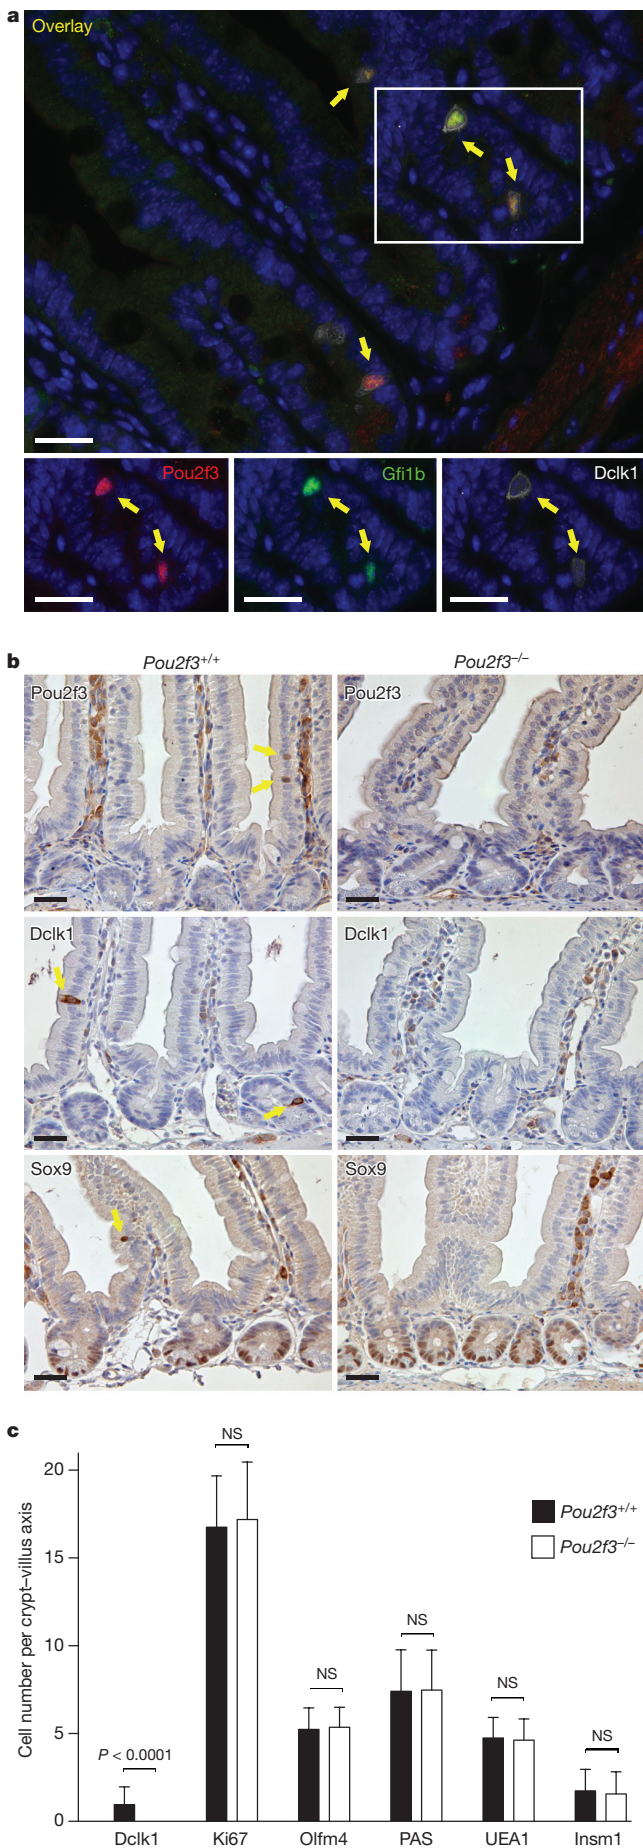 a
Overlay
Pou2f3
Gfi1b
Dclk1
b
Pou2f3+/+
Pou2f3−/−
Pou2f3
Pou2f3
Dclk1
Dclk1
Sox9
Sox9
c
Cell number per crypt–villus axis
20
15
10
5
0
P < 0.0001
NS
NS
NS
NS
NS
Pou2f3+/+
Pou2f3−/−
Dclk1
Ki67
Olfm4
PAS
UEA1
Insm1